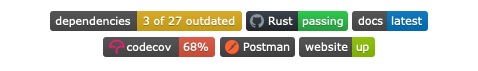 dependencies 3 of 27 outdated Rust passing docs latest
codecov 68% Postman website up